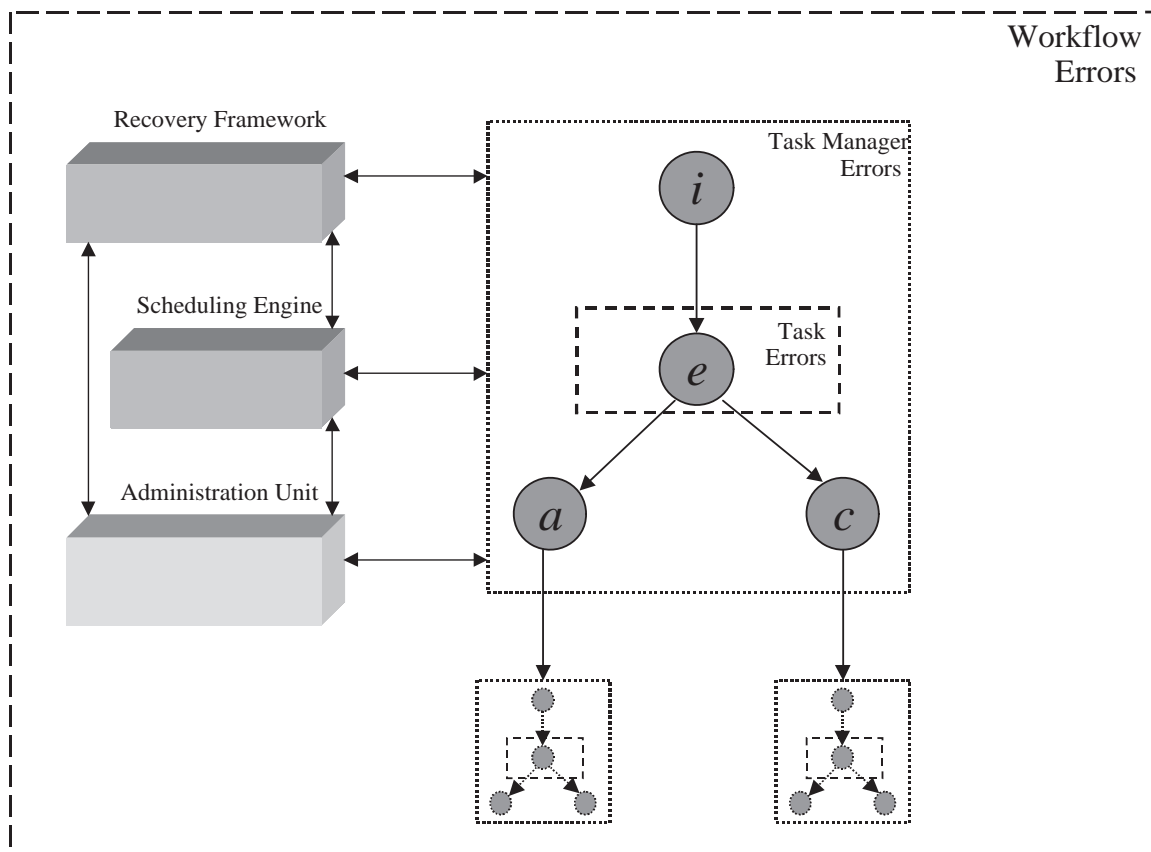 Workflow
Errors
Recovery Framework
Task Manager
Errors
i
Scheduling Engine
Task
Errors
e
Administration Unit
a
c